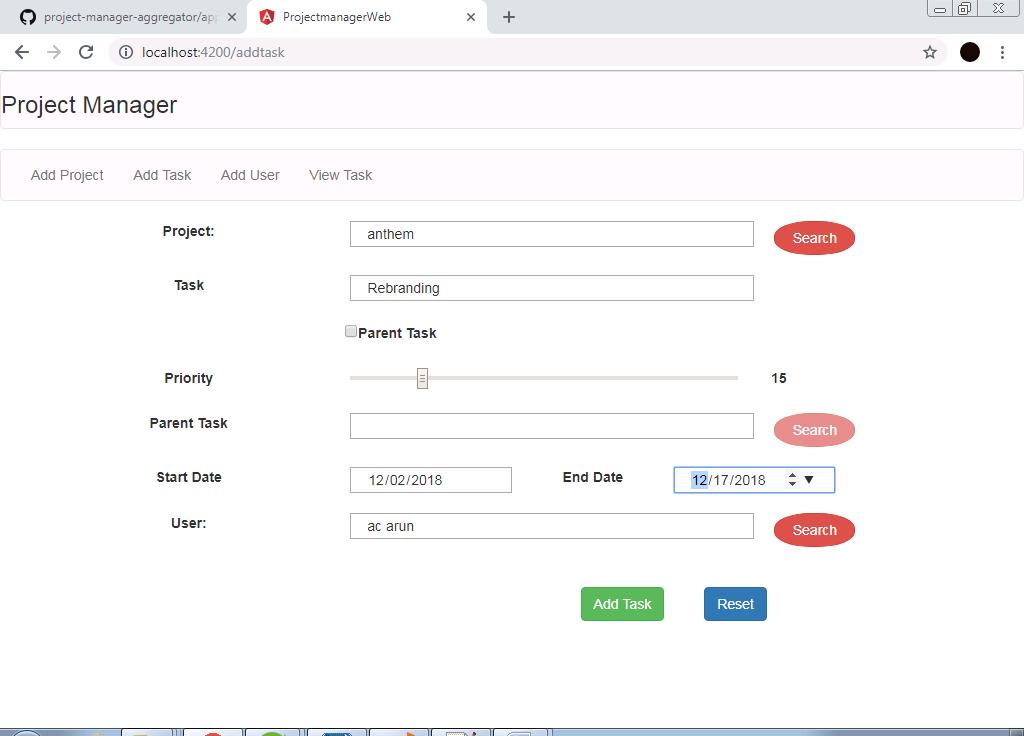 project-manager-aggregator/app
ProjectmanagerWeb
localhost:4200/addtask
Project Manager
Add Project Add Task Add User View Task
Project: anthem Search
Task Rebranding
Parent Task
Priority 15
Parent Task Search
Start Date 12/02/2018 End Date 12/17/2018
User: ac arun Search
Add Task Reset